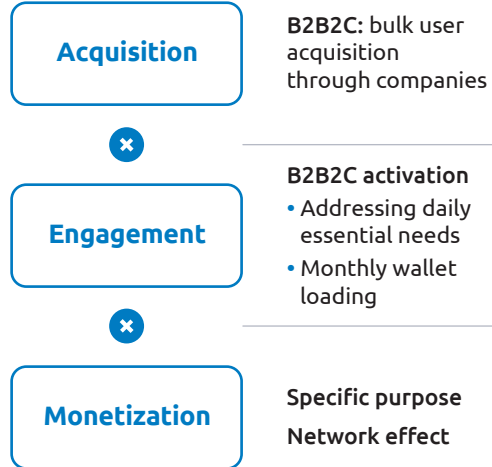 Acquisition
B2B2C: bulk user
acquisition
through companies
Engagement
B2B2C activation
• Addressing daily
essential needs
• Monthly wallet
loading
Monetization
Specific purpose
Network effect